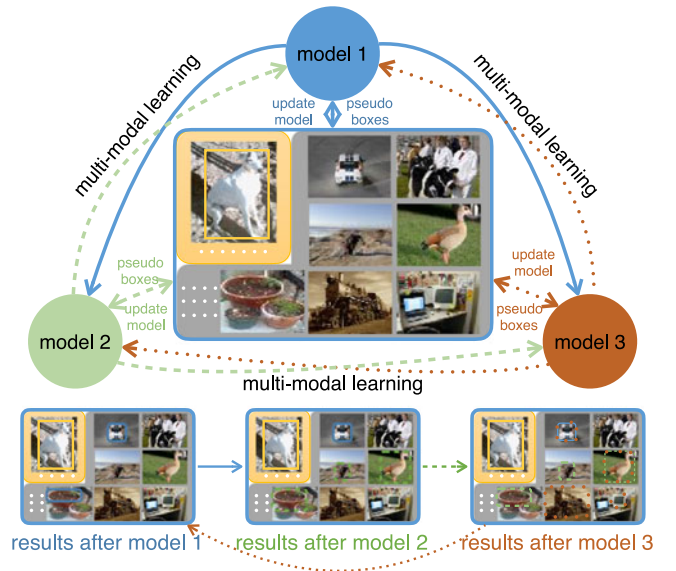 model 1
multi-modal learning
multi-modal learning
update
model
pseudo
boxes
pseudo
boxes
update
model
update
model
pseudo
boxes
model 2
model 3
multi-modal learning
results after model 1
results after model 2
results after model 3